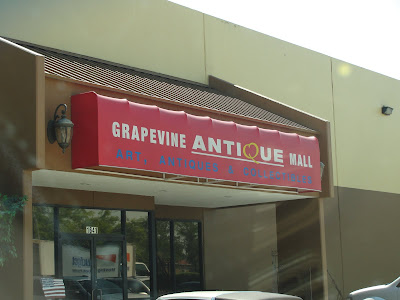 GRAPEVINE ANTIQUE MALL
ART, ANTIQUES & COLLECTIBLES